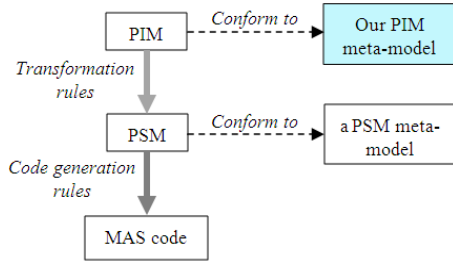 PIM
Conform to
Our PIM
meta-model
Transformation
rules
PSM
Conform to
a PSM meta-
model
Code generation
rules
MAS code